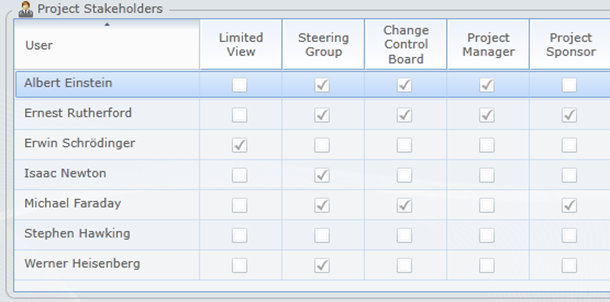 Project Stakeholders
User
Limited View
Steering Group
Change Control Board
Project Manager
Project Sponsor
Albert Einstein
Ernest Rutherford
Erwin Schrödinger
Isaac Newton
Michael Faraday
Stephen Hawking
Werner Heisenberg